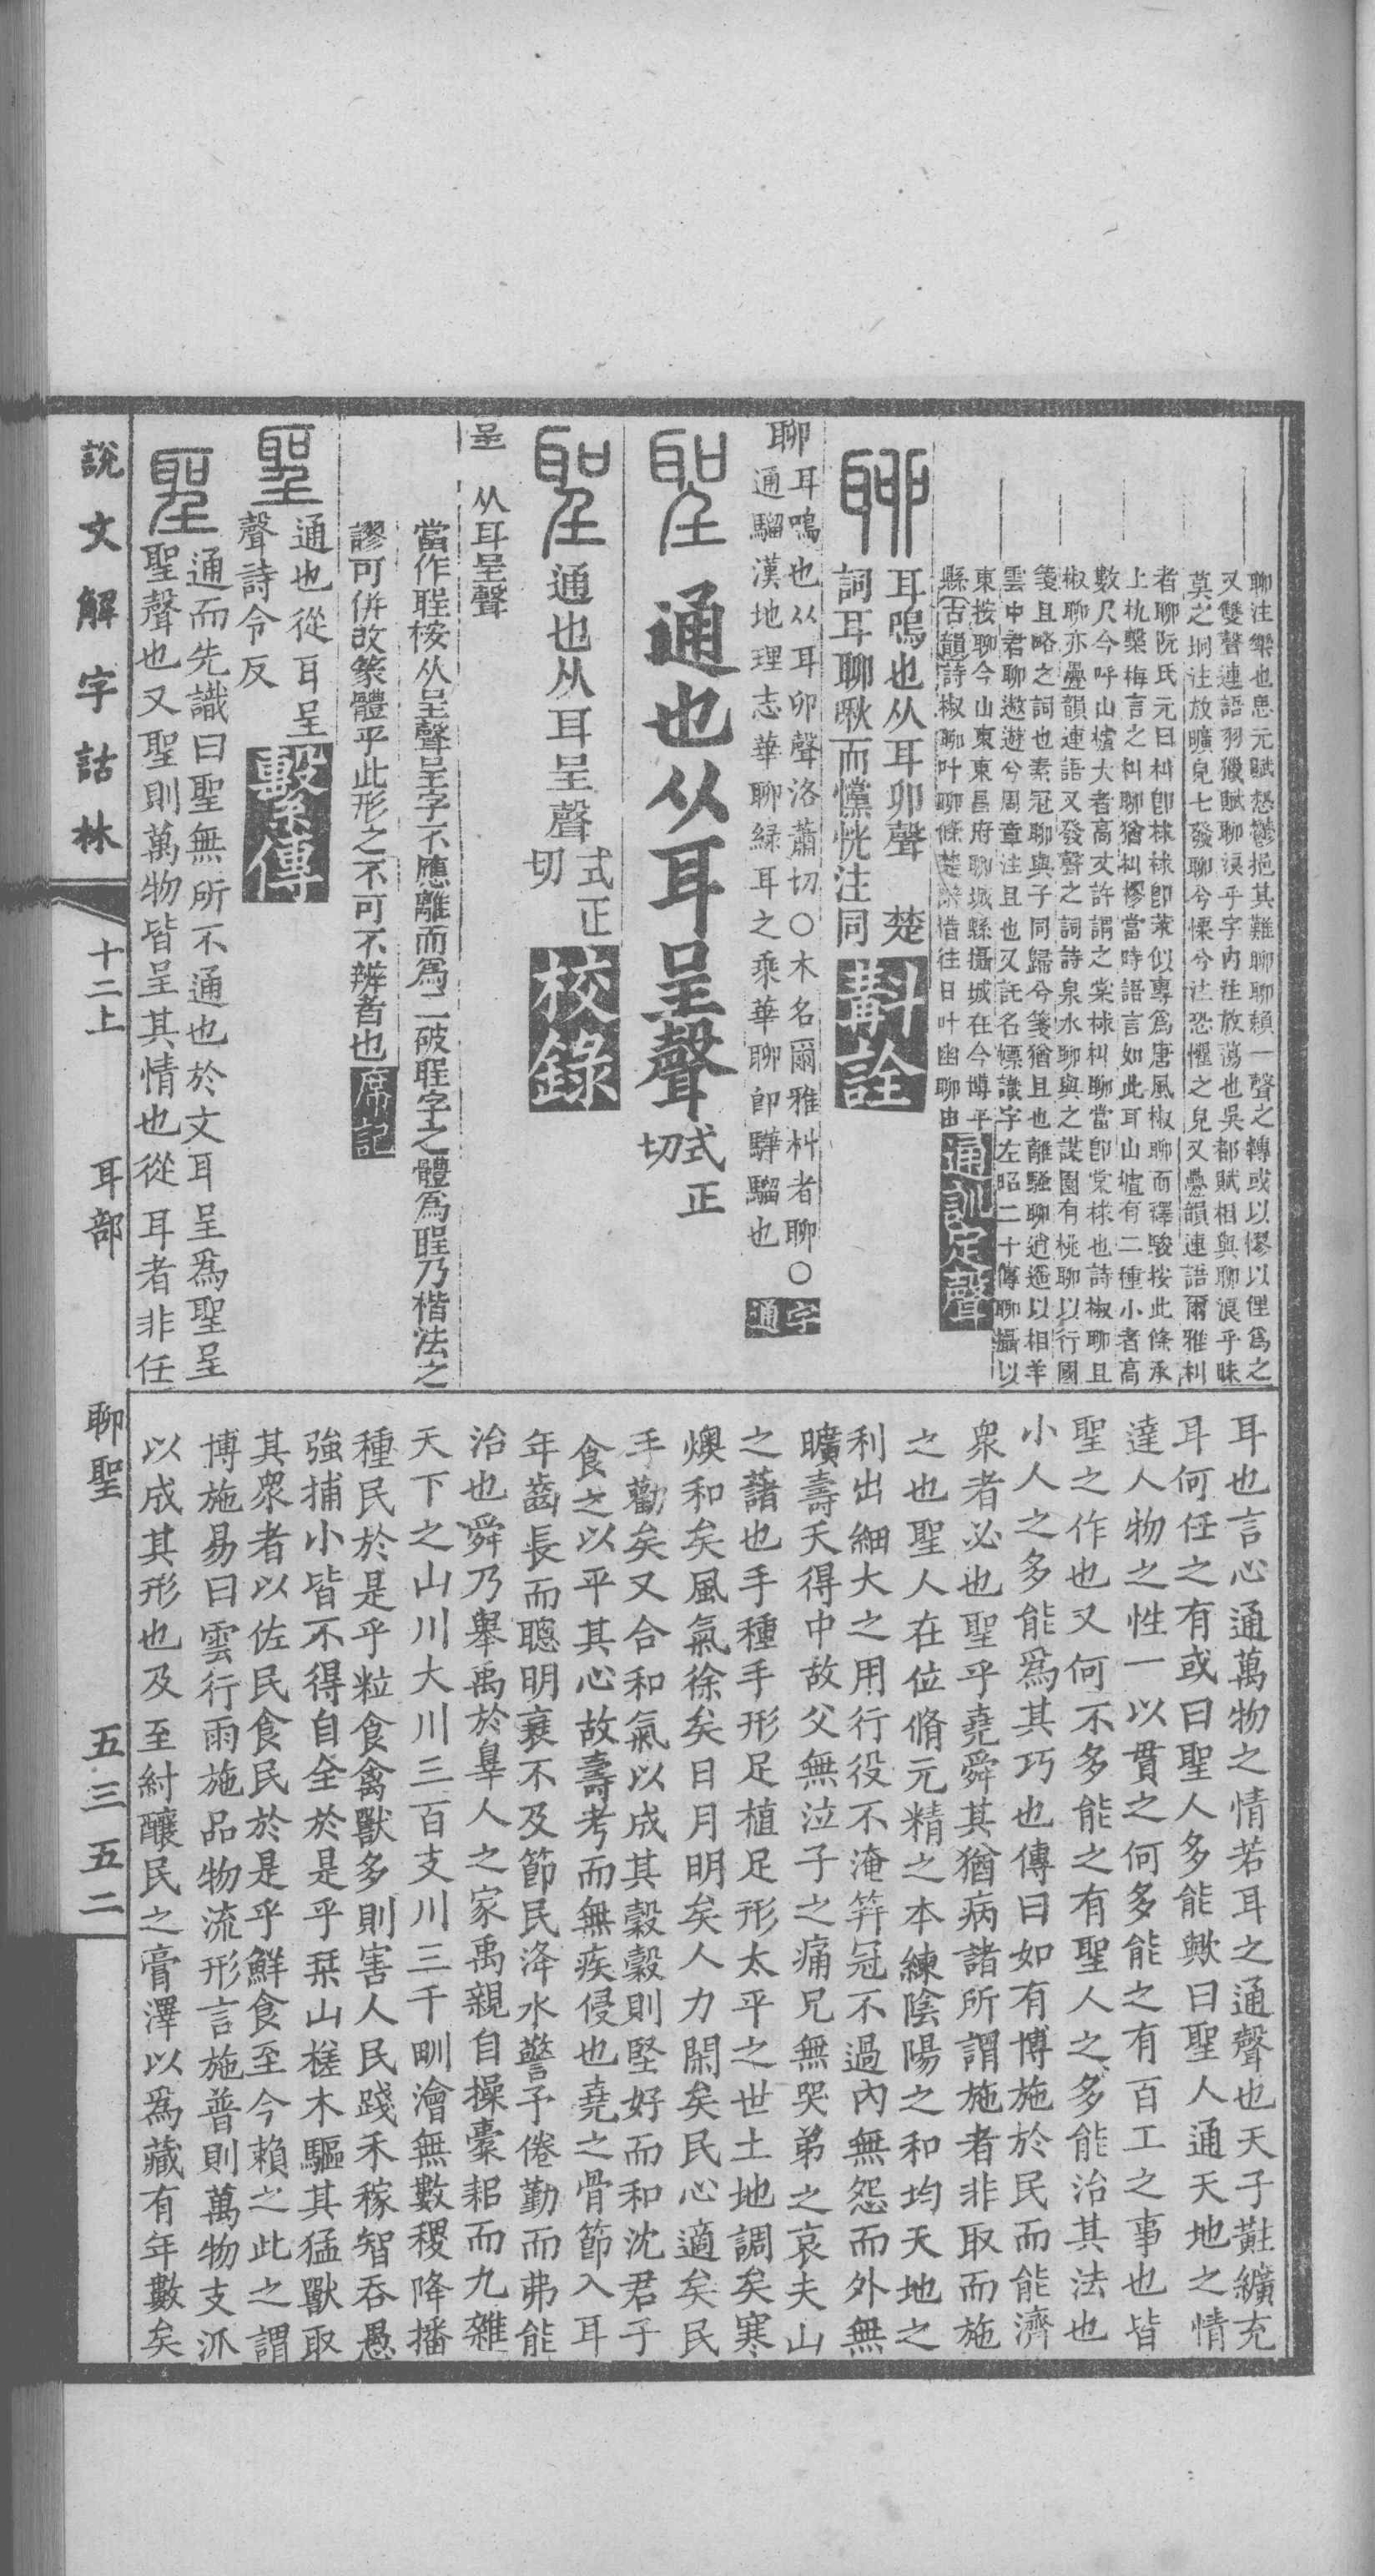 聊注樂也思元賦愁鬱挹其難聊聊賴一聲之轉或以憀以俚爲之
又雙聲連語羽獵賦聊浪乎字內注放蕩也吳都賦相與聊浪乎昧
莫之坰注放曠皃七發聊兮慄兮注恐懼之皃又疊韻連語爾雅朻
者聊阮氏元曰朻卽梂梂卽茮似專爲唐風椒聊而釋駿按此條承
上朹檕梅言之朻聊猶糾憀當時語言如此耳山樝有二種小者高
數尺今呼山樝大者高丈許謂之棠梂朻聊當卽棠梂也詩椒聊且
椒聊亦疊韻連語又發聲之詞詩泉水聊與之謀園有桃聊以行國
箋且略之詞也素冠聊與子同歸兮箋猶且也離騷聊逍遙以相羊
雲中君聊遨遊兮周章注且也又託名幖識字左昭二十傳聊攝以
東按聊今山東東昌府聊城縣攝城在今博平
縣古韻詩椒聊叶聊條楚辭惜往日叶幽聊由 通訓定聲
聊 耳鳴也从耳卯聲 楚
詞耳聊啾而戃慌注同 斠詮
聊 耳鳴也从耳卯聲洛蕭切○木名爾雅朻者聊○
通騮漢地理志華聊綠耳之乘華聊卽驊騮也 字通
聖 通也从耳呈聲 式正切
聖 通也从耳呈聲 式正切 校錄
呈 从耳呈聲
當作聖桉从呈聲呈字不應離而爲二破聖字之體爲聖乃楷法之
謬可併改篆體乎此形之不可不辨者也 席記
聖 通也從耳呈
聲詩令反 繫傳
聖 通而先識曰聖無所不通也於文耳呈爲聖呈
聖聲也又聖則萬物皆呈其情也從耳者非任
耳也言心通萬物之情若耳之通聲也天子黈纊充
耳何任之有或曰聖人多能歟曰聖人通天地之情
達人物之性一以貫之何多能之有百工之事也皆
聖之作也又何不多能之有聖人之多能治其法也
小人之多能爲其巧也傳曰如有博施於民而能濟
衆者必也聖乎堯舜其猶病諸所謂施者非取而施
之也聖人在位脩元精之本練陰陽之和均天地之
利出細大之用行役不淹筓冠不過內無怨而外無
曠壽夭得中故父無泣子之痛兄無哭弟之哀夫山
之藷也手種手形足植足形太平之世土地調矣寒
燠和矣風氣徐矣日月明矣人力閑矣民心適矣民
手勸矣又合和氣以成其穀穀則堅好而和沈君子
食之以平其心故壽考而無疾侵也堯之骨節入耳
年齒長而聰明衰不及節民洚水警予倦勤而弗能
治也舜乃舉禹於辠人之家禹親自操橐耜而九雜
天下之山川大川三百支川三千甽澮無數稷降播
種民於是乎粒食禽獸多則害人民踐禾稼智吞愚
強捕小皆不得自全於是乎栞山槎木驅其猛獸取
其衆者以佐民食民於是乎鮮食至今賴之此之謂
博施易曰雲行雨施品物流形言施普則萬物支泒
以成其形也及至紂釀民之膏澤以爲藏有年數矣
說文解字詁林 十二上 耳部 聊聖 五三五二